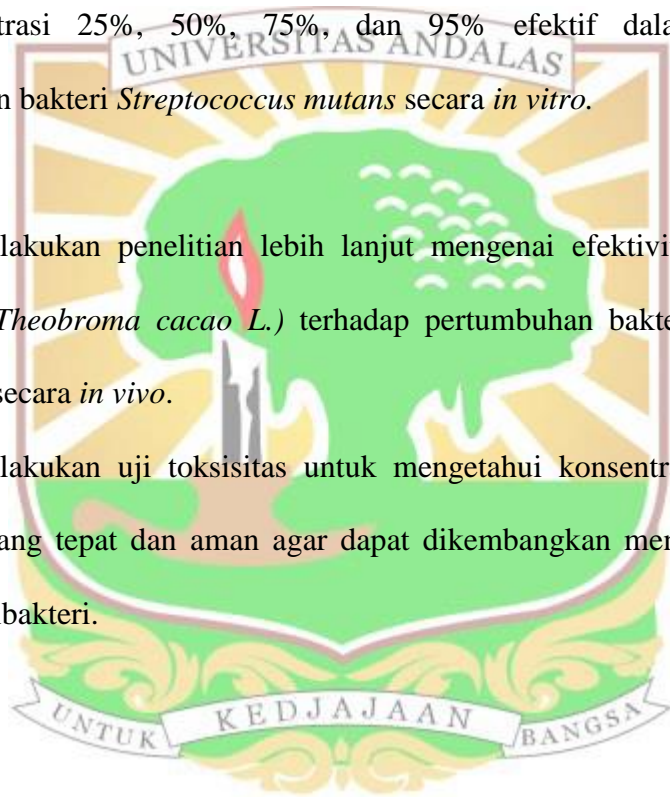 trasi 25%, 50%, 75%, dan 95% efektif dala
UNIVERSITAS ANDALAS
n bakteri Streptococcus mutans secara in vitro.
lakukan penelitian lebih lanjut mengenai efektivi
Theobroma cacao L.) terhadap pertumbuhan bakte
secara in vivo.
lakukan uji toksisitas untuk mengetahui konsentr
ang tepat dan aman agar dapat dikembangkan men
bakteri.
UNTUK KEDJAJAAN BANGSA